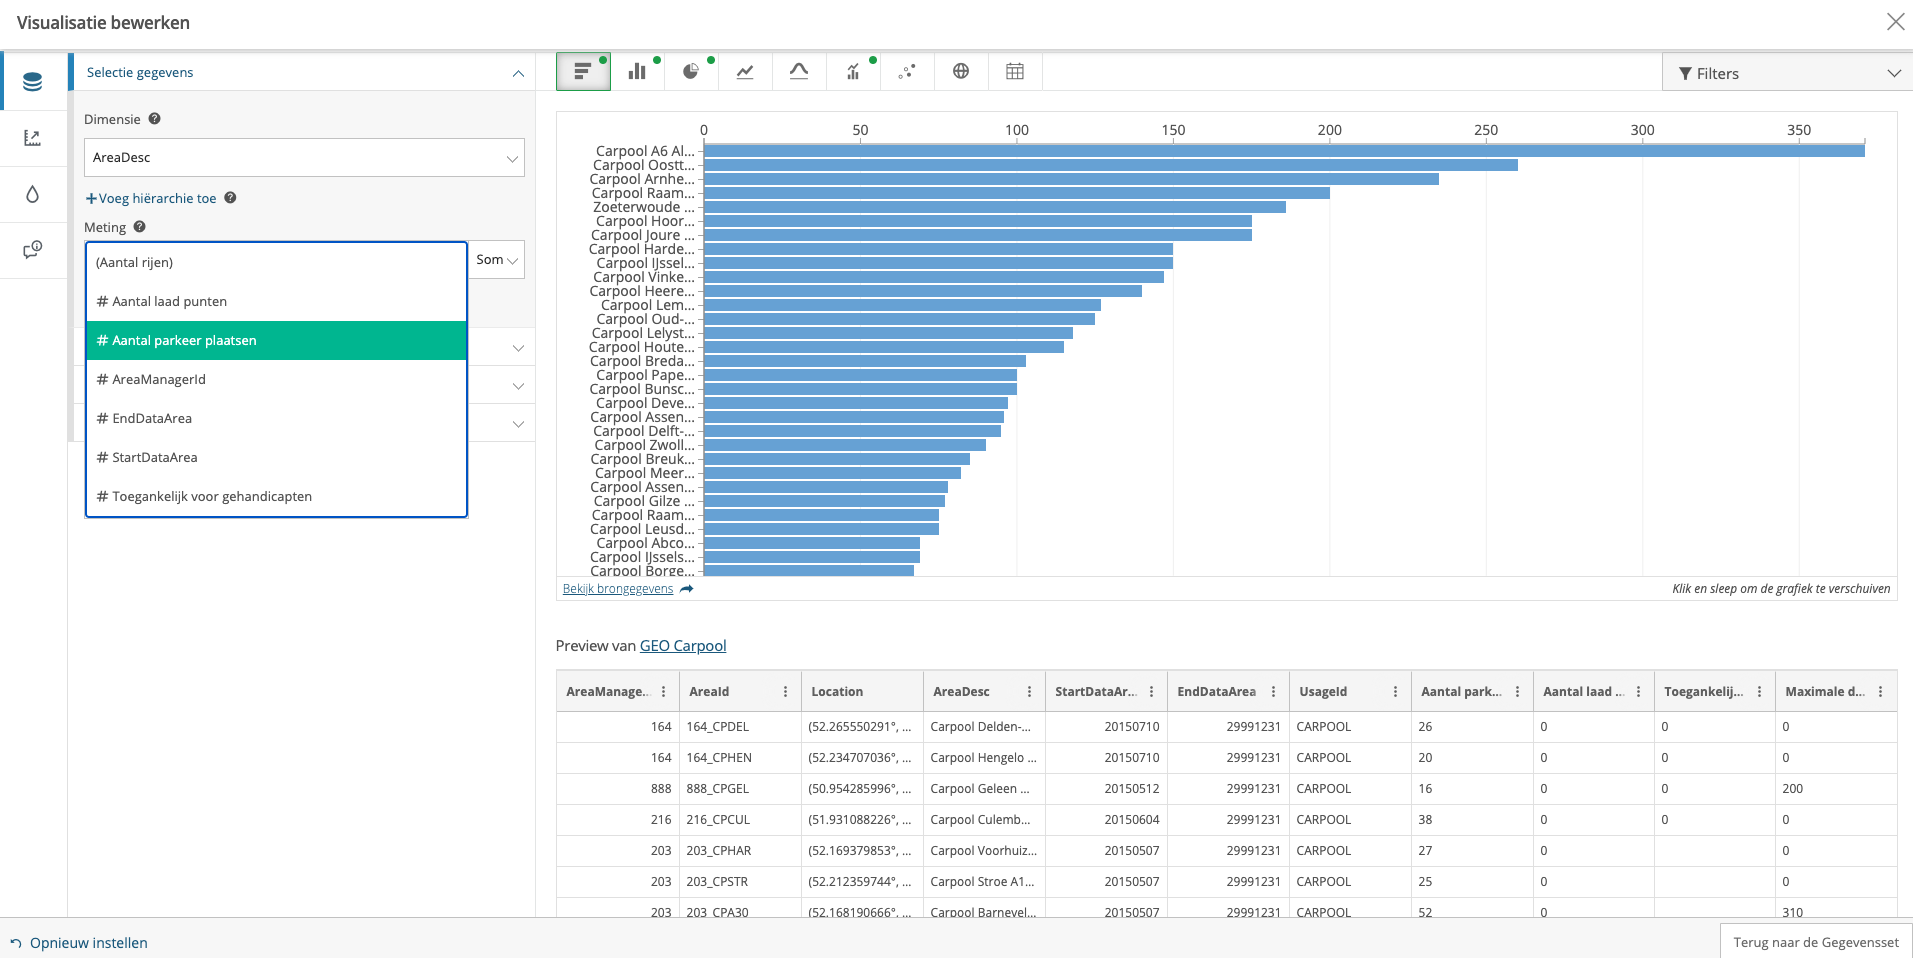 Visualisatie bewerken
Selectie gegevens
Filters
Dimensie
AreaDesc
+Voeg hiërarchie toe
Meting
(Aantal rijen)
Som
# Aantal laad punten
# Aantal parkeer plaatsen
# AreaManagerId
# EndDataArea
# StartDataArea
# Toegankelijk voor gehandicapten
0 50 100 150 200 250 300 350
Carpool A6 Al...
Carpool Oostt...
Carpool Arnhe...
Carpool Raam...
Zoeterwoude ...
Carpool Hoor...
Carpool Joure ...
Carpool Harde...
Carpool IJssel...
Carpool Vinke...
Carpool Heere...
Carpool Lem...
Carpool Oud-...
Carpool Lelyst...
Carpool Houte...
Carpool Breda...
Carpool Pape...
Carpool Bunsc...
Carpool Deve...
Carpool Assen...
Carpool Delft-...
Carpool Zwoll...
Carpool Breuk...
Carpool Meer...
Carpool Assen...
Carpool Gilze ...
Carpool Raam...
Carpool Leusd...
Carpool Abco...
Carpool IJssels...
Carpool Borge...
Bekijk brongegevens
Klik en sleep om de grafiek te verschuiven
Preview van GEO Carpool
AreaManage... AreaId Location AreaDesc StartDataAr... EndDataArea UsageId Aantal park... Aantal laad ... Toegankelij... Maximale d...
164 164_CPDEL (52.265550291°, ... Carpool Delden-... 20150710 29991231 CARPOOL 26 0 0 0
164 164_CPHEN (52.234707036°, ... Carpool Hengelo ... 20150710 29991231 CARPOOL 20 0 0 0
888 888_CPGEL (50.954285996°, ... Carpool Geleen ... 20150512 29991231 CARPOOL 16 0 0 200
216 216_CPCUL (51.931088226°, ... Carpool Culemb... 20150604 29991231 CARPOOL 38 0 0 0
203 203_CPHAR (52.169379853°, ... Carpool Voorhuiz... 20150507 29991231 CARPOOL 27 0 0
203 203_CPSTR (52.212359744°, ... Carpool Stroe A1... 20150507 29991231 CARPOOL 25 0 0
203 203_CPA30 (52.168190666°, ... Carpool Barnevel... 20150507 29991231 CARPOOL 52 0 310
Opnieuw instellen
Terug naar de Gegevensset